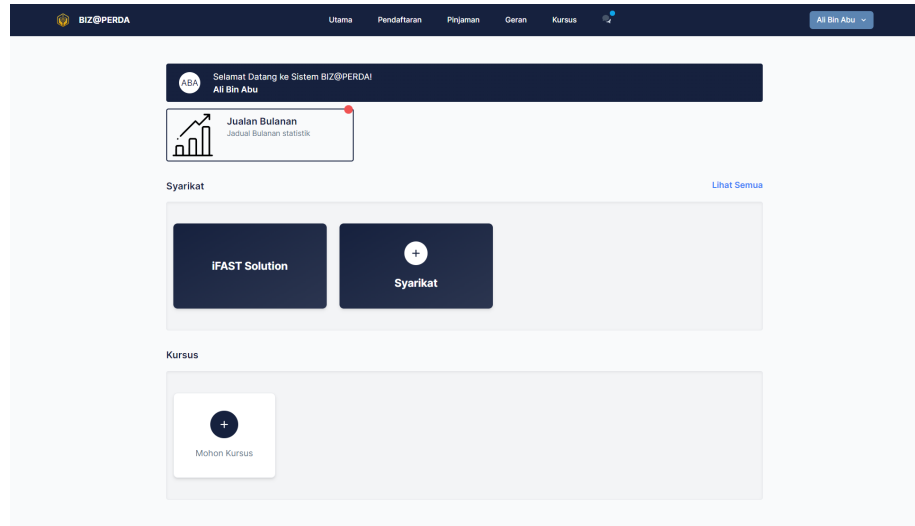 BIZ@PERDA
Utama Pendaftaran Pinjaman Geran Kursus
Ali Bin Abu
ABA
Selamat Datang ke Sistem BIZ@PERDA!
Ali Bin Abu
Jualan Bulanan
Jadual Bulanan statistik
Syarikat
Lihat Semua
iFAST Solution
+
Syarikat
Kursus
+
Mohon Kursus